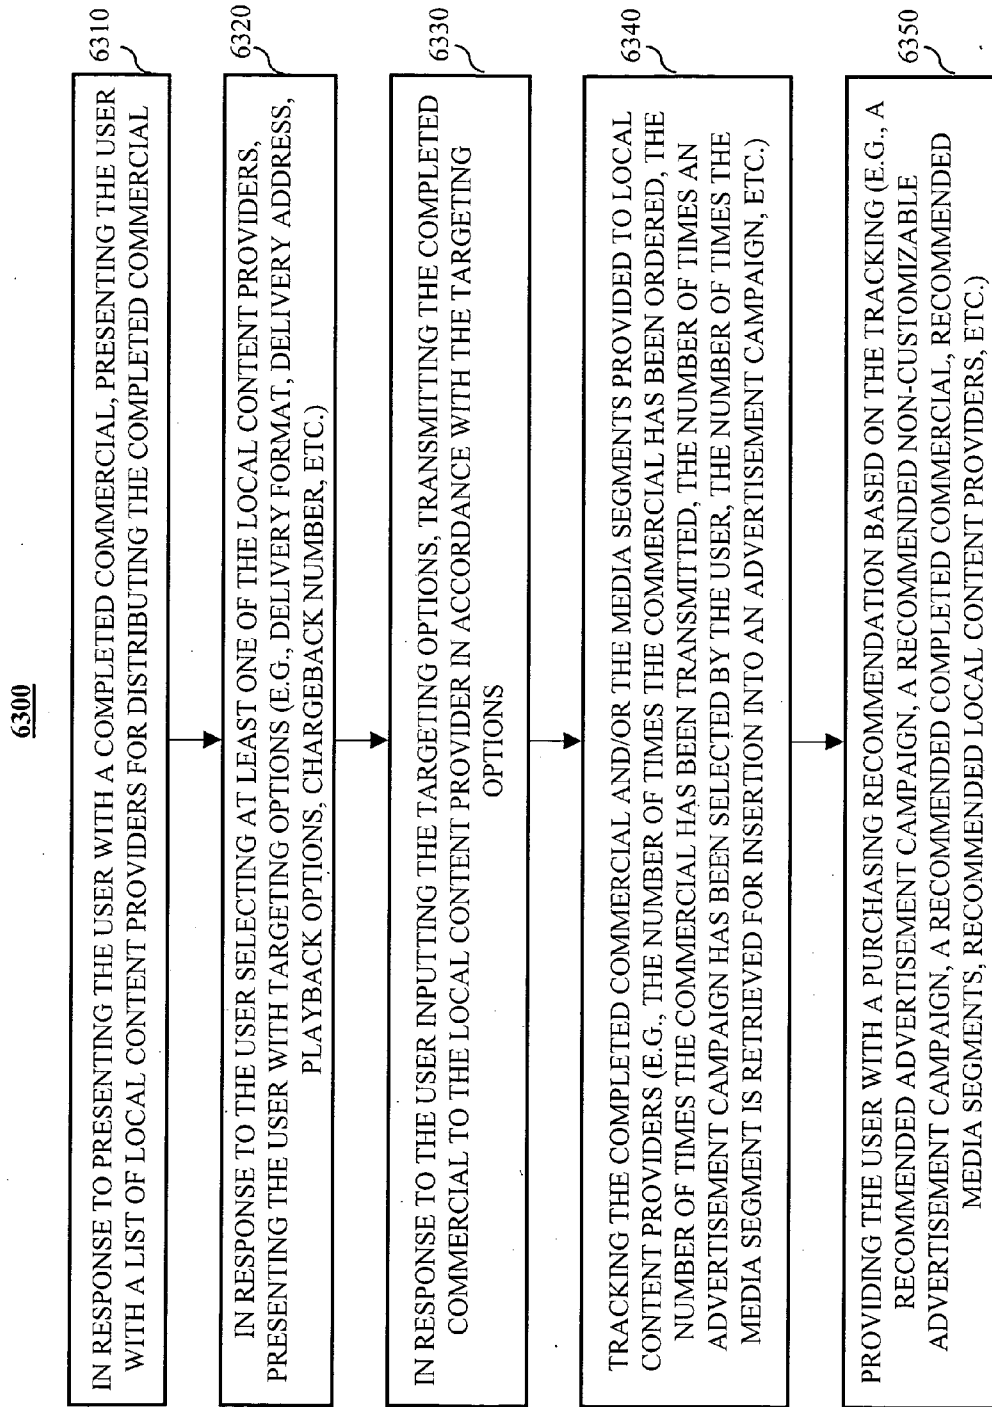 6300
IN RESPONSE TO PRESENTING THE USER WITH A COMPLETED COMMERCIAL, PRESENTING THE USER
WITH A LIST OF LOCAL CONTENT PROVIDERS FOR DISTRIBUTING THE COMPLETED COMMERCIAL
6310
IN RESPONSE TO THE USER SELECTING AT LEAST ONE OF THE LOCAL CONTENT PROVIDERS,
PRESENTING THE USER WITH TARGETING OPTIONS (E.G., DELIVERY FORMAT, DELIVERY ADDRESS,
PLAYBACK OPTIONS, CHARGEBACK NUMBER, ETC.)
6320
IN RESPONSE TO THE USER INPUTING THE TARGETING OPTIONS, TRANSMITTING THE COMPLETED
COMMERCIAL TO THE LOCAL CONTENT PROVIDER IN ACCORDANCE WITH THE TARGETING
OPTIONS
6330
TRACKING THE COMPLETED COMMERCIAL AND/OR THE MEDIA SEGMENTS PROVIDED TO LOCAL
CONTENT PROVIDERS (E.G., THE NUMBER OF TIMES THE COMMERCIAL HAS BEEN ORDERED, THE
NUMBER OF TIMES THE COMMERCIAL HAS BEEN TRANSMITTED, THE NUMBER OF TIMES AN
ADVERTISEMENT CAMPAIGN HAS BEEN SELECTED BY THE USER, THE NUMBER OF TIMES THE
MEDIA SEGMENT IS RETRIEVED FOR INSERTION INTO AN ADVERTISEMENT CAMPAIGN, ETC.)
6340
PROVIDING THE USER WITH A PURCHASING RECOMMENDATION BASED ON THE TRACKING (E.G., A
RECOMMENDED ADVERTISEMENT CAMPAIGN, A RECOMMENDED NON-CUSTOMIZABLE
ADVERTISEMENT CAMPAIGN, A RECOMMENDED COMPLETED COMMERCIAL, RECOMMENDED
MEDIA SEGMENTS, RECOMMENDED LOCAL CONTENT PROVIDERS, ETC.)
6350